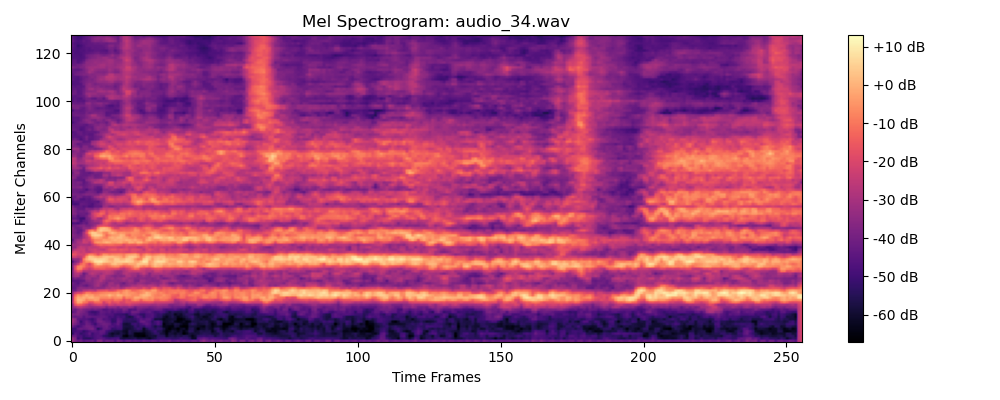 Mel Spectrogram: audio_34.wav
120
100
80
60
40
20
0
Mel Filter Channels
0
50
100
150
200
250
Time Frames
+10 dB
+0 dB
-10 dB
-20 dB
-30 dB
-40 dB
-50 dB
-60 dB